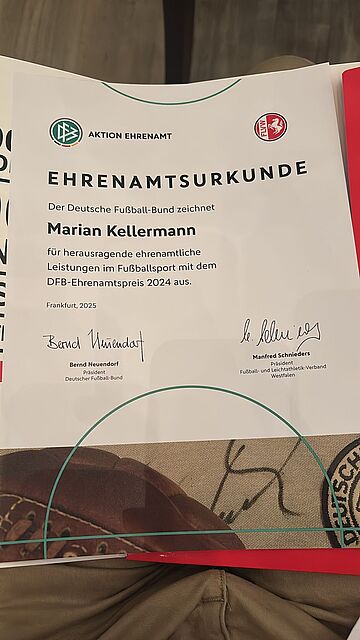 DFB
AKTION EHRENAMT
FLVW
EHRENAMTSURKUNDE
Der Deutsche Fußball-Bund zeichnet
Marian Kellermann
für herausragende ehrenamtliche
Leistungen im Fußballsport mit dem
DFB-Ehrenamtspreis 2024 aus.
Frankfurt, 2025
Bernd Neuendorf
Bernd Neuendorf
Präsident
Deutscher Fußball-Bund
Manfred Schnieders
Präsident
Fußball- und Leichtathletik-Verband
Westfalen